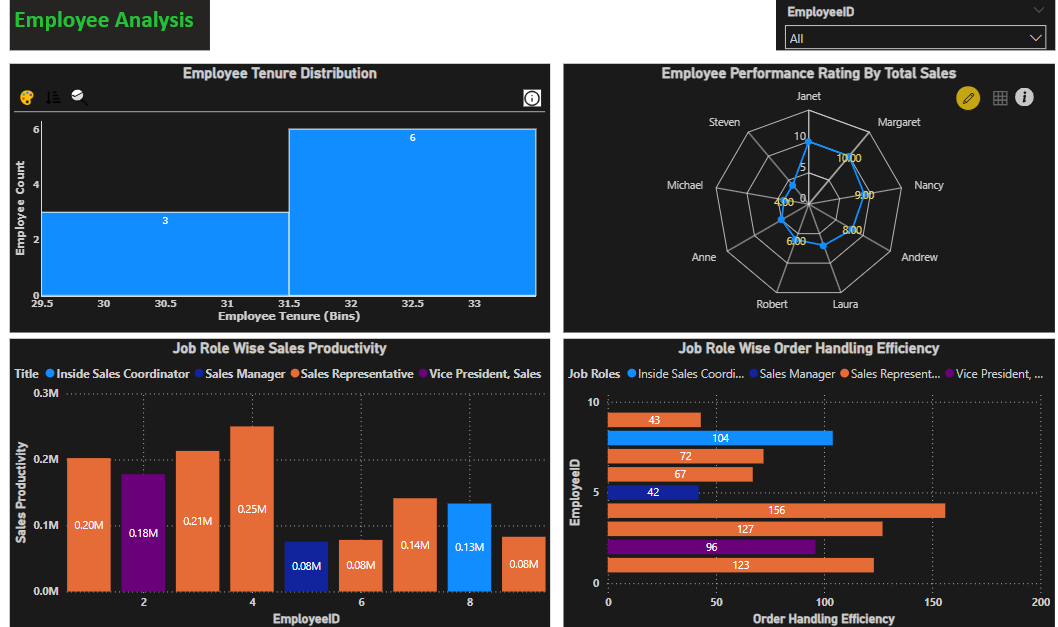 Employee Analysis
EmployeeID
All
Employee Tenure Distribution
6
4
2
0
Employee Count
3
6
29.5 30 30.5 31 31.5 32 32.5 33
Employee Tenure (Bins)
Employee Performance Rating By Total Sales
Janet
Steven
Margaret
10
5
0
10.00
Michael
Nancy
4.00
9.00
8.00
6.00
Anne
Andrew
Robert
Laura
Job Role Wise Sales Productivity
Title Inside Sales Coordinator Sales Manager Sales Representative Vice President, Sales
0.3M
0.2M
0.1M
0.0M
Sales Productivity
0.20M
0.18M
0.21M
0.25M
0.08M
0.08M
0.14M
0.13M
0.08M
2 4 6 8
EmployeeID
Job Role Wise Order Handling Efficiency
Job Roles Inside Sales Coordi... Sales Manager Sales Represent... Vice President, ...
10
5
0
EmployeeID
43
104
72
67
42
156
127
96
123
0 50 100 150 200
Order Handling Efficiency